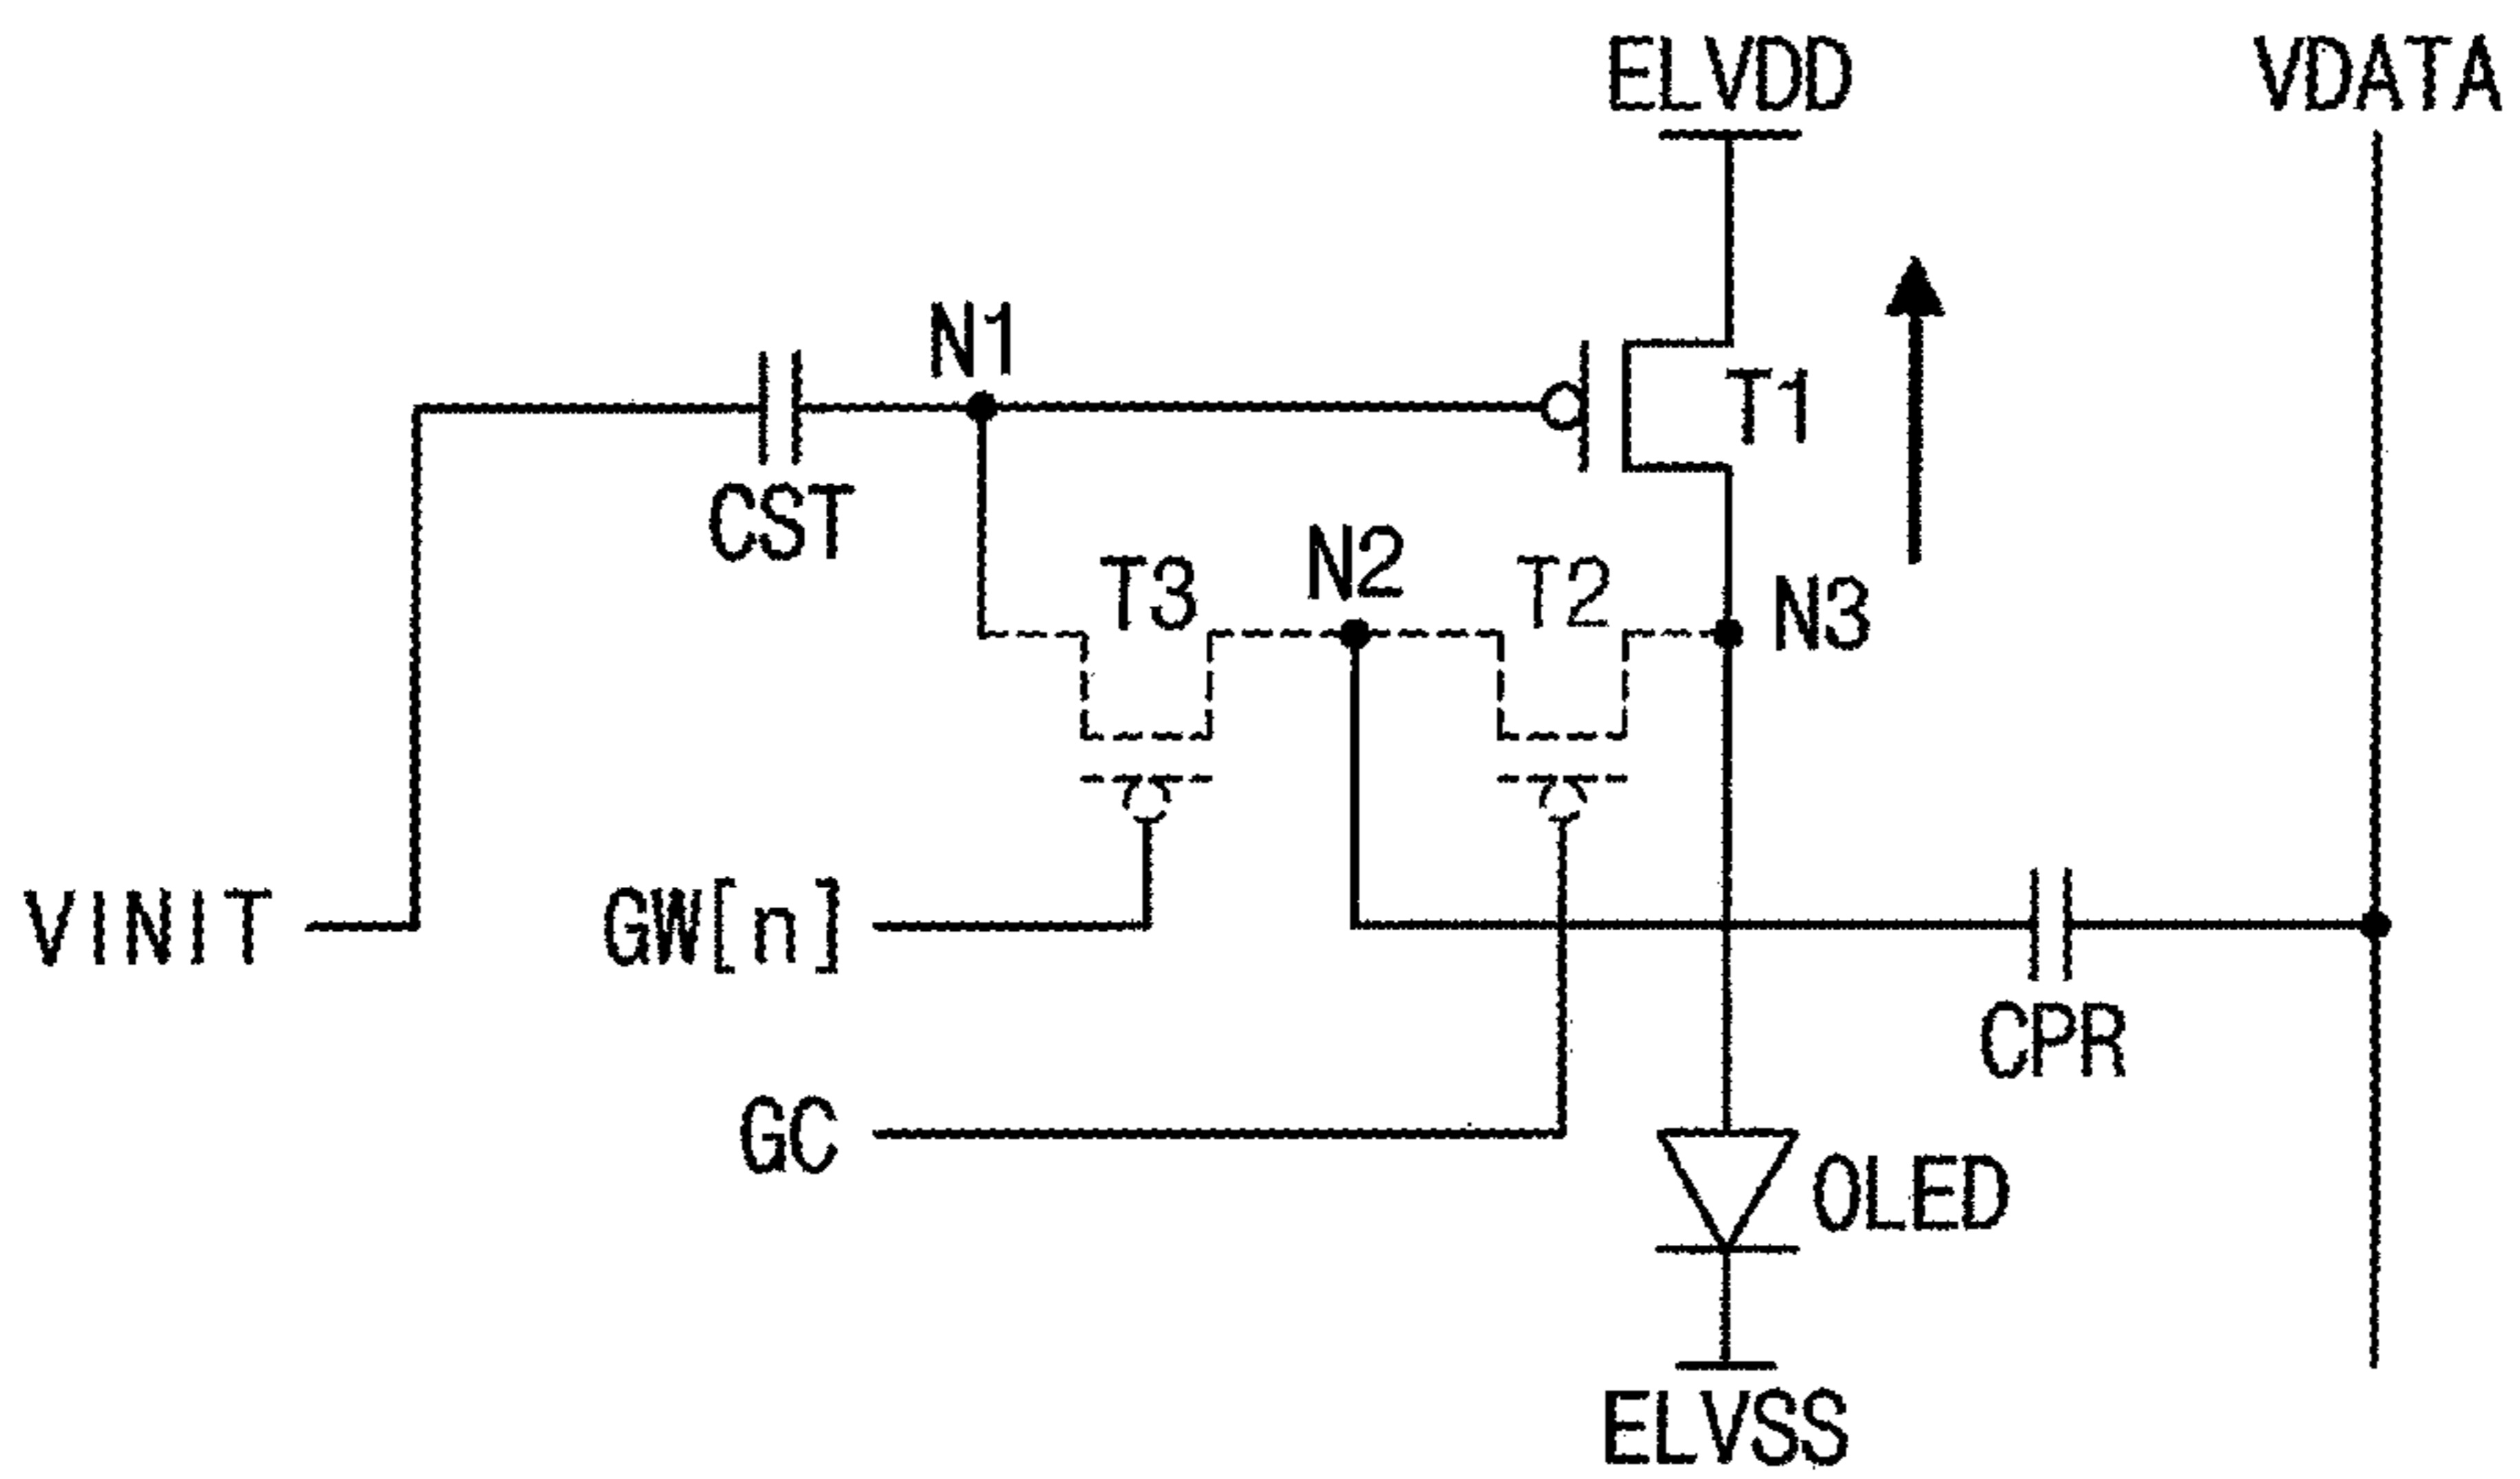 ELVDD
VDATA
N1
T1
CST
T3
N2
T2
N3
VINIT
GW[n]
CPR
GC
OLED
ELVSS